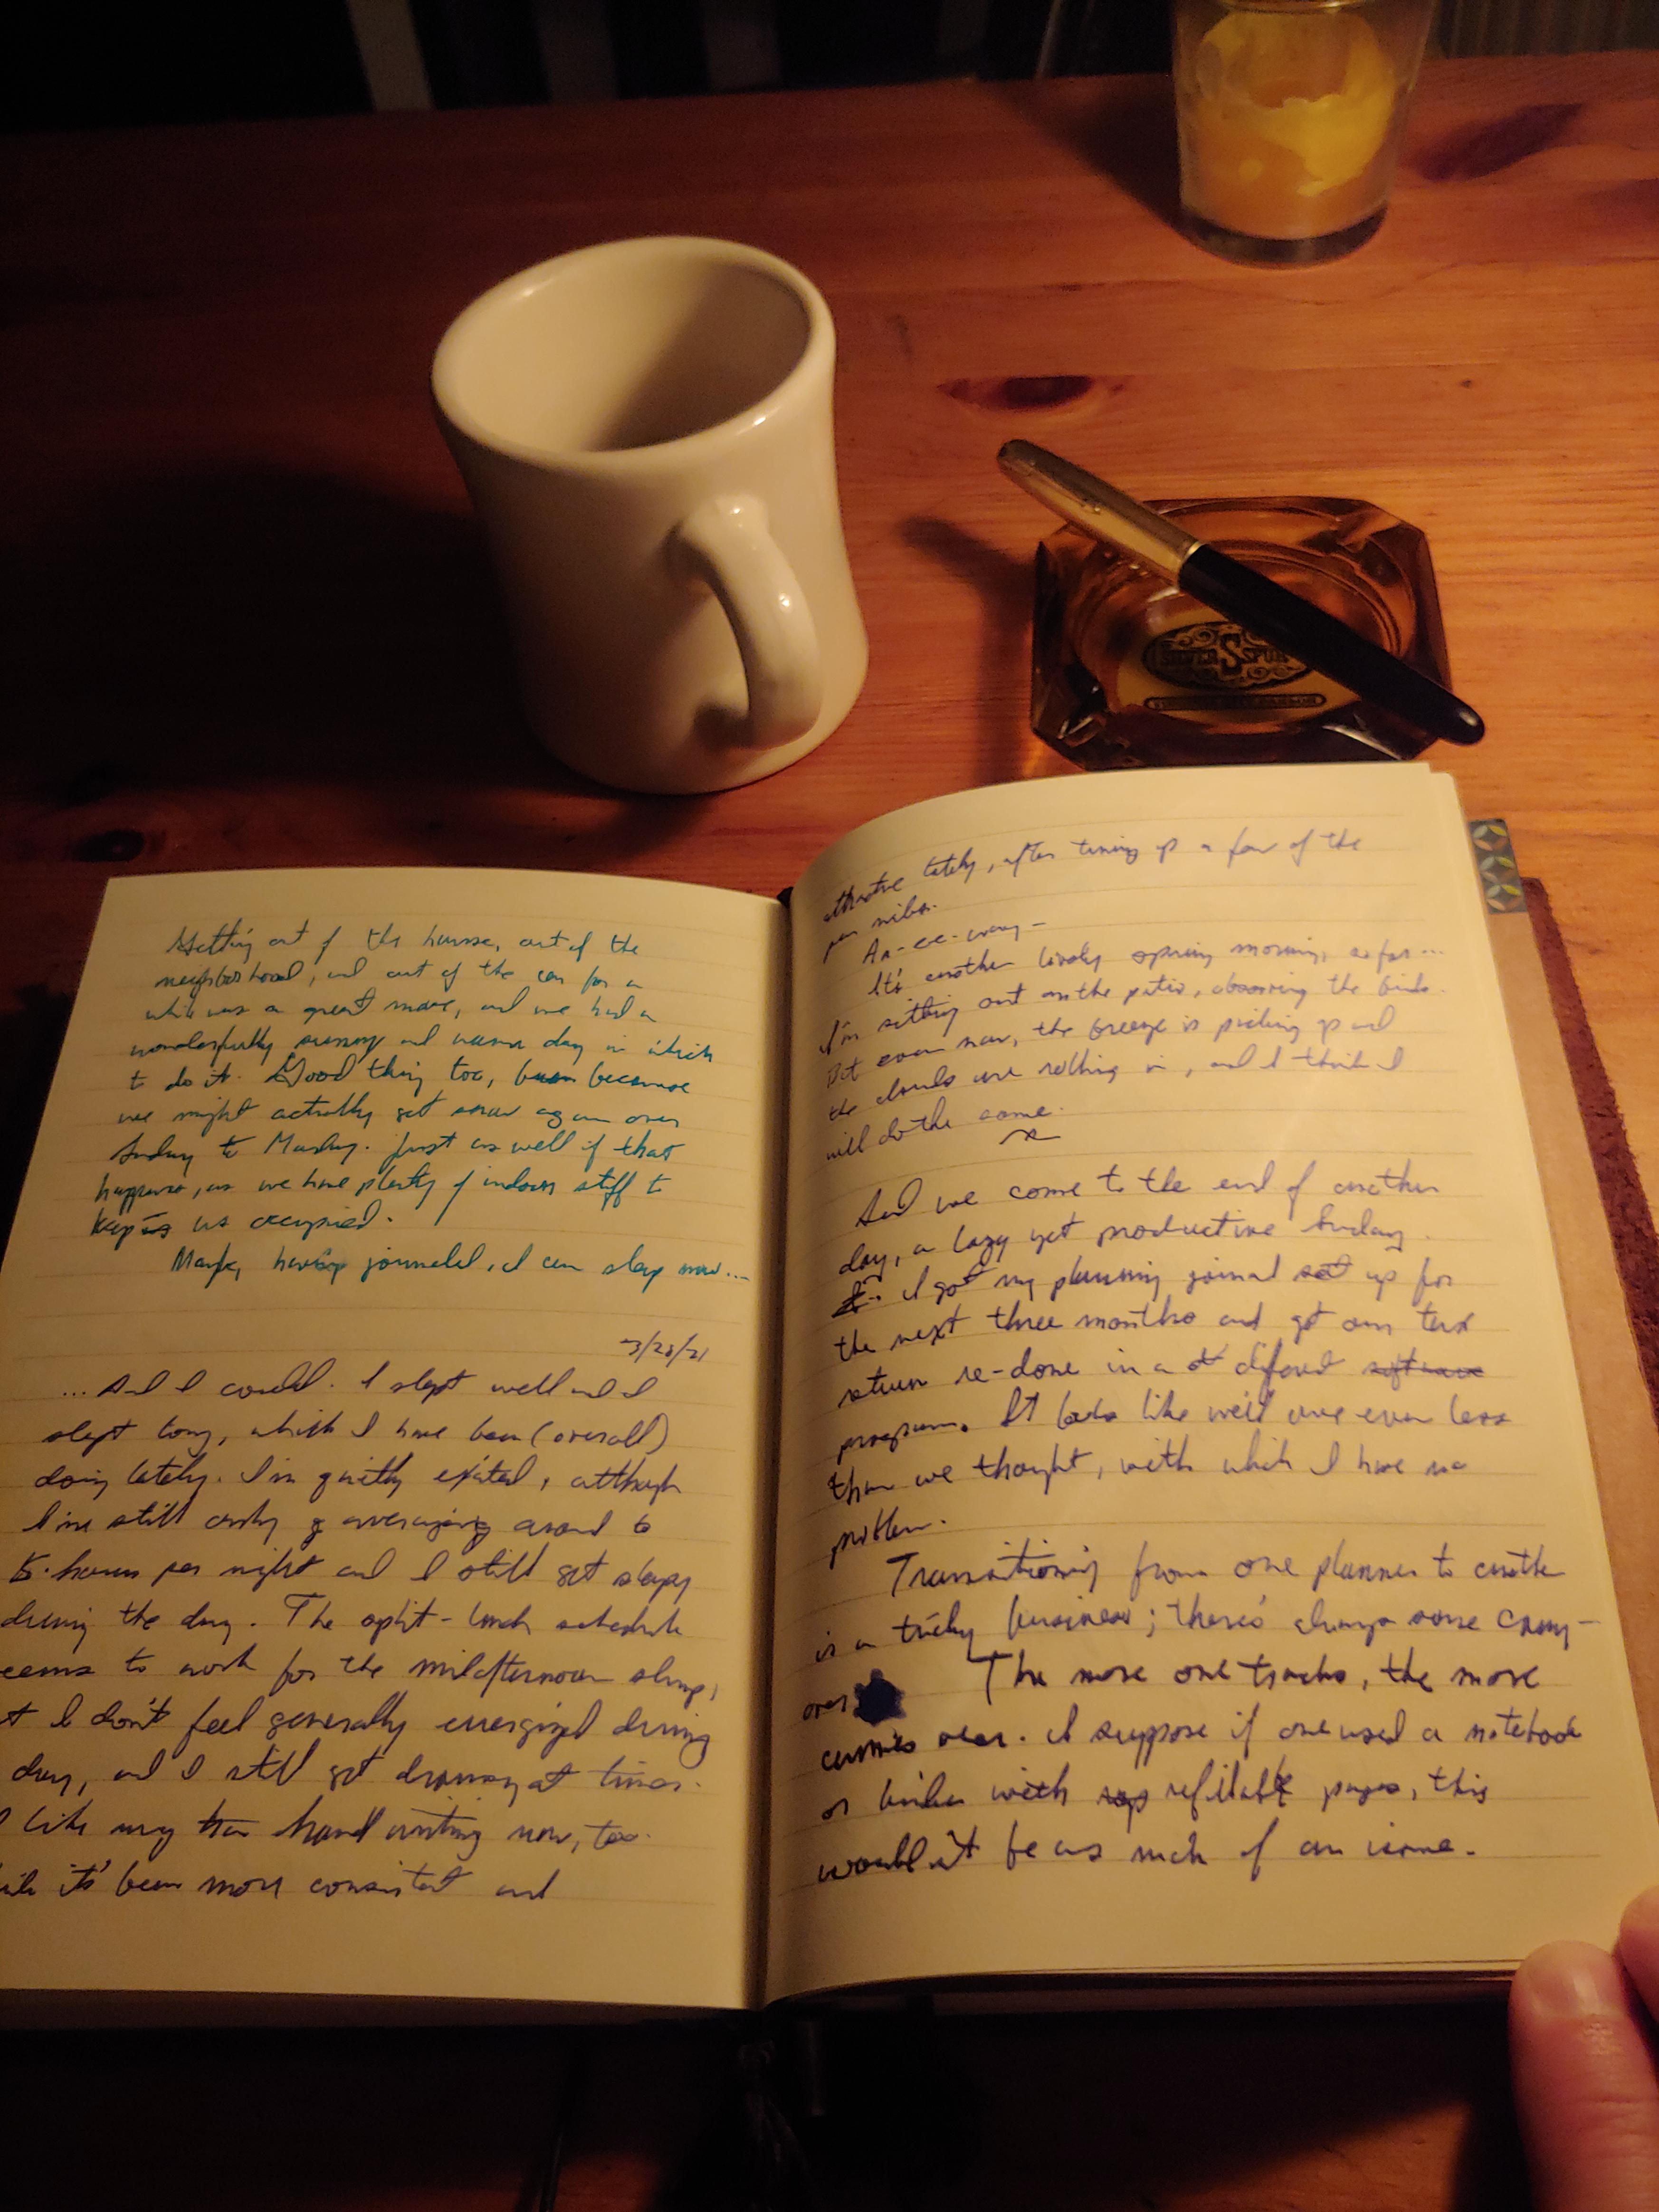 SILVER S SPUR
Getting out of the house, out of the
neighborhood, and out of the car for a
while was a great move, and we had a
wonderfully sunny and warm day in which
to do it. Good thing too, because
we might actually get snow again over
Sunday to Monday. Just as well if that
happens, as we have plenty of indoor stuff to
keep us occupied.
Maybe, having journaled, I can sleep now...
3/28/21
...And I could. I slept well and I
slept long, which I have been (overall)
doing lately. I'm quietly excited, although
I'm still only averaging around
hours per night and I still get sleepy
during the day. The split-lunch schedule
seems to work for the midafternoon slump,
I don't feel generally energized during
day, and I still get drowsy at times.
I like my handwriting now, too.
it's been more consistent and
attractive lately, after tuning up a few of the
pen nibs.
An-ee-way-
It's another lovely spring morning, so far...
I'm sitting out on the patio, observing the birds.
But even now, the breeze is picking up and
the clouds are rolling in, and I think I
will do the same.
And we come to the end of another
day, a lazy yet productive Sunday.
I got my planning journal set up for
the next three months and got our tax
return re-done in a different software
program. It looks like we'll owe even less
than we thought, with which I have no
problem.
Transitioning from one planner to another
is a tricky business; there's always some carry-
over. The more one tracks, the more
carries over. I suppose if one used a notebook
or binder with refillable pages, this
wouldn't be as much of an issue.